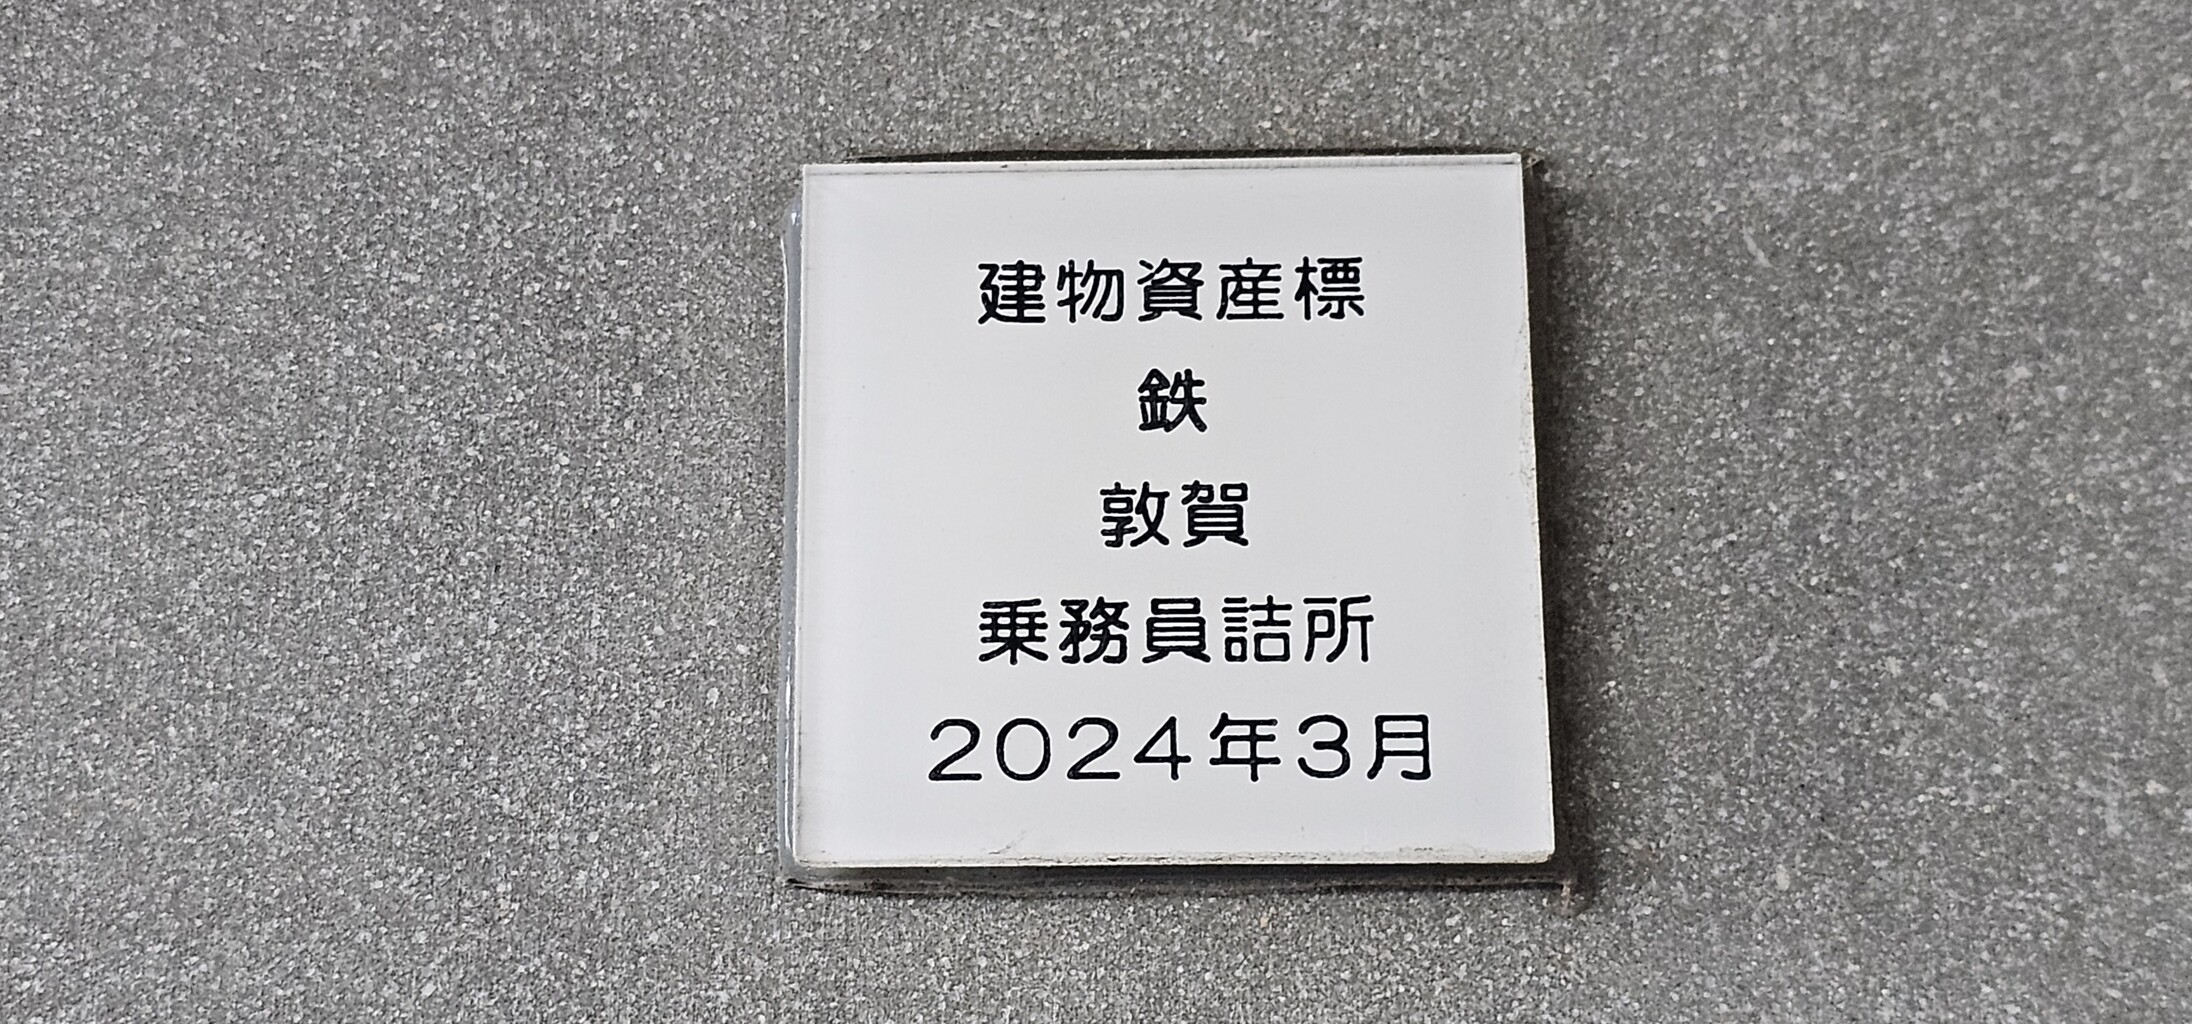 建物資産標
鉄
敦賀
乗務員詰所
2024年3月